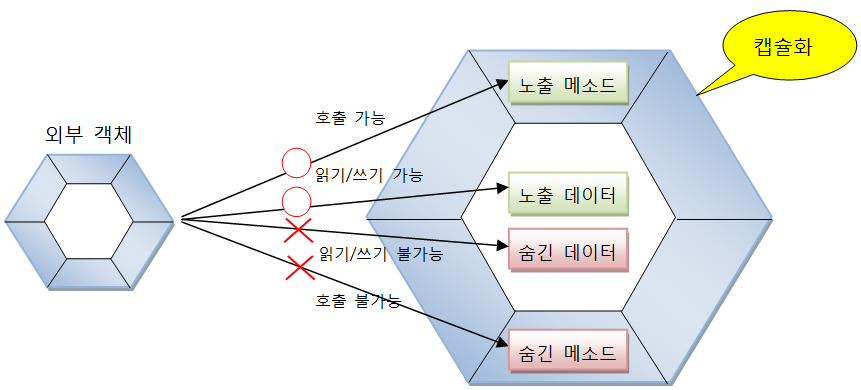 캡슐화
노출 메소드
호출 가능
외부 객체
읽기/쓰기 가능
노출 데이터
숨긴 데이터
읽기/쓰기 불가능
호출 불가능
숨긴 메소드